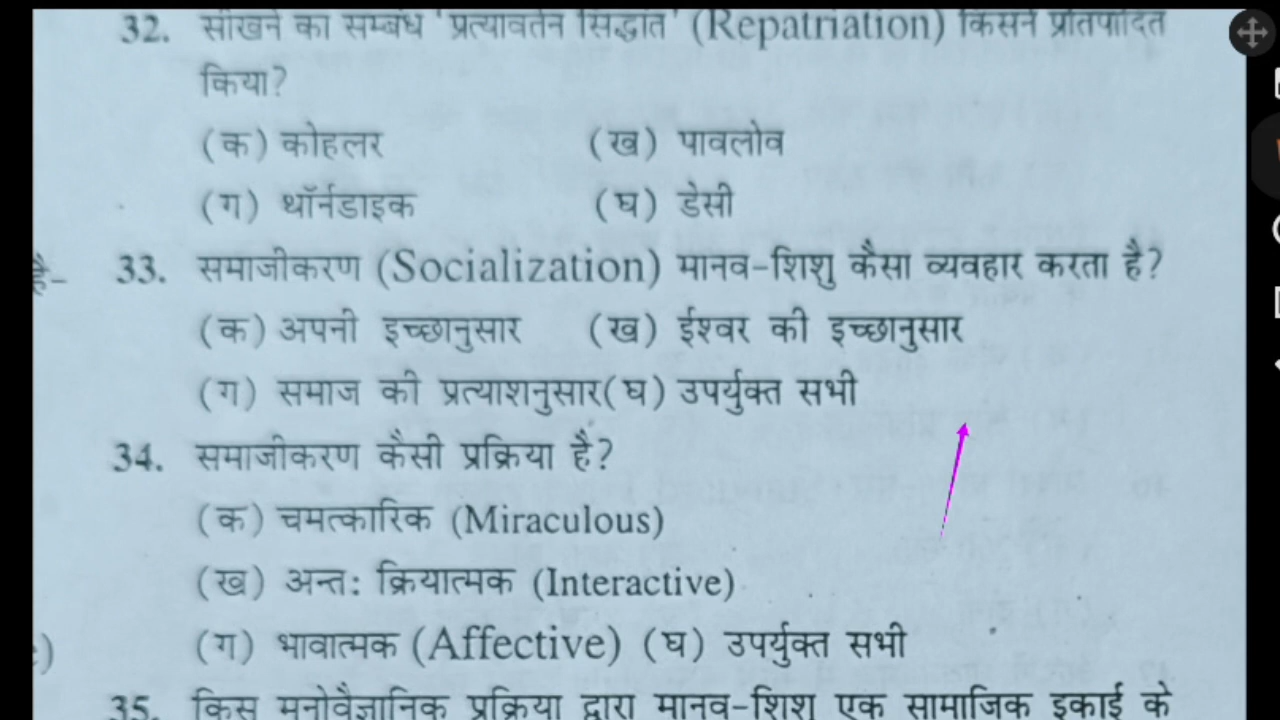 32. सीखने का सम्बंध 'प्रत्यावर्तन सिद्धांत' (Repatriation) किसने प्रतिपादित
किया?
(क) कोहलर (ख) पावलोव
(ग) थॉर्नडाइक (घ) डेसी
है-
33. समाजीकरण (Socialization) मानव-शिशु कैसा व्यवहार करता है?
(क) अपनी इच्छानुसार (ख) ईश्वर की इच्छानुसार
(ग) समाज की प्रत्याशनुसार (घ) उपर्युक्त सभी
34. समाजीकरण कैसी प्रक्रिया है?
(क) चमत्कारिक (Miraculous)
(ख) अन्त: क्रियात्मक (Interactive)
(ग) भावात्मक (Affective) (घ) उपर्युक्त सभी
35. किस मनोवैज्ञानिक प्रक्रिया द्वारा मानव-शिशु एक सामाजिक इकाई के